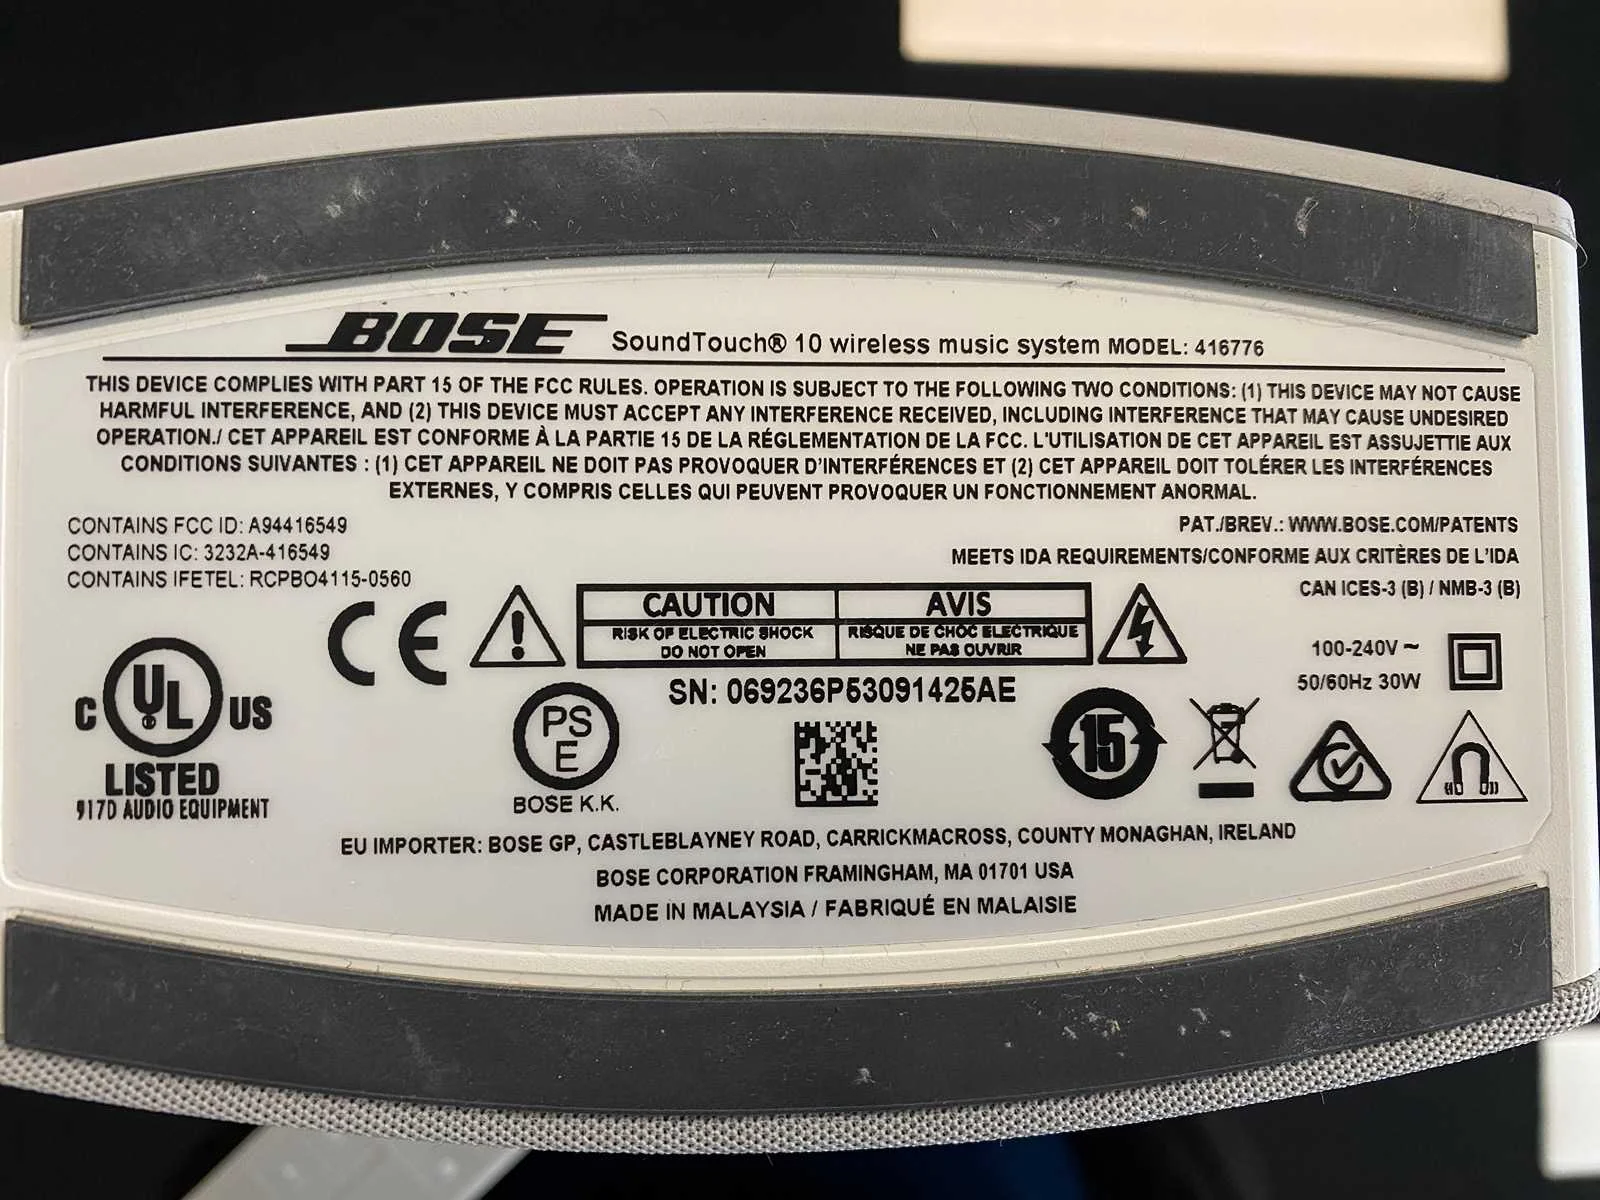 BOSE SoundTouch® 10 wireless music system MODEL: 416776
THIS DEVICE COMPLIES WITH PART 15 OF THE FCC RULES. OPERATION IS SUBJECT TO THE FOLLOWING TWO CONDITIONS: (1) THIS DEVICE MAY NOT CAUSE
HARMFUL INTERFERENCE, AND (2) THIS DEVICE MUST ACCEPT ANY INTERFERENCE RECEIVED, INCLUDING INTERFERENCE THAT MAY CAUSE UNDESIRED
OPERATION./ CET APPAREIL EST CONFORME À LA PARTIE 15 DE LA RÉGLEMENTATION DE LA FCC. L'UTILISATION DE CET APPAREIL EST ASSUJETTIE AUX
CONDITIONS SUIVANTES : (1) CET APPAREIL NE DOIT PAS PROVOQUER D'INTERFÉRENCES ET (2) CET APPAREIL DOIT TOLÉRER LES INTERFÉRENCES
EXTERNES, Y COMPRIS CELLES QUI PEUVENT PROVOQUER UN FONCTIONNEMENT ANORMAL.
CONTAINS FCC ID: A94416549
CONTAINS IC: 3232A-416549
CONTAINS IFETEL: RCPBO4115-0560
PAT./BREV.: WWW.BOSE.COM/PATENTS
MEETS IDA REQUIREMENTS/CONFORME AUX CRITÈRES DE L'IDA
CAN ICES-3 (B) / NMB-3 (B)
CE
CAUTION
RISK OF ELECTRIC SHOCK
DO NOT OPEN
AVIS
RISQUE DE CHOC ELECTRIQUE
NE PAS OUVRIR
100-240V ~
50/60Hz 30W
C UL® US
LISTED
917D AUDIO EQUIPMENT
PS
E
BOSE K.K.
SN: 069236P53091425AE
15
EU IMPORTER: BOSE GP, CASTLEBLAYNEY ROAD, CARRICKMACROSS, COUNTY MONAGHAN, IRELAND
BOSE CORPORATION FRAMINGHAM, MA 01701 USA
MADE IN MALAYSIA / FABRIQUÉ EN MALAISIE